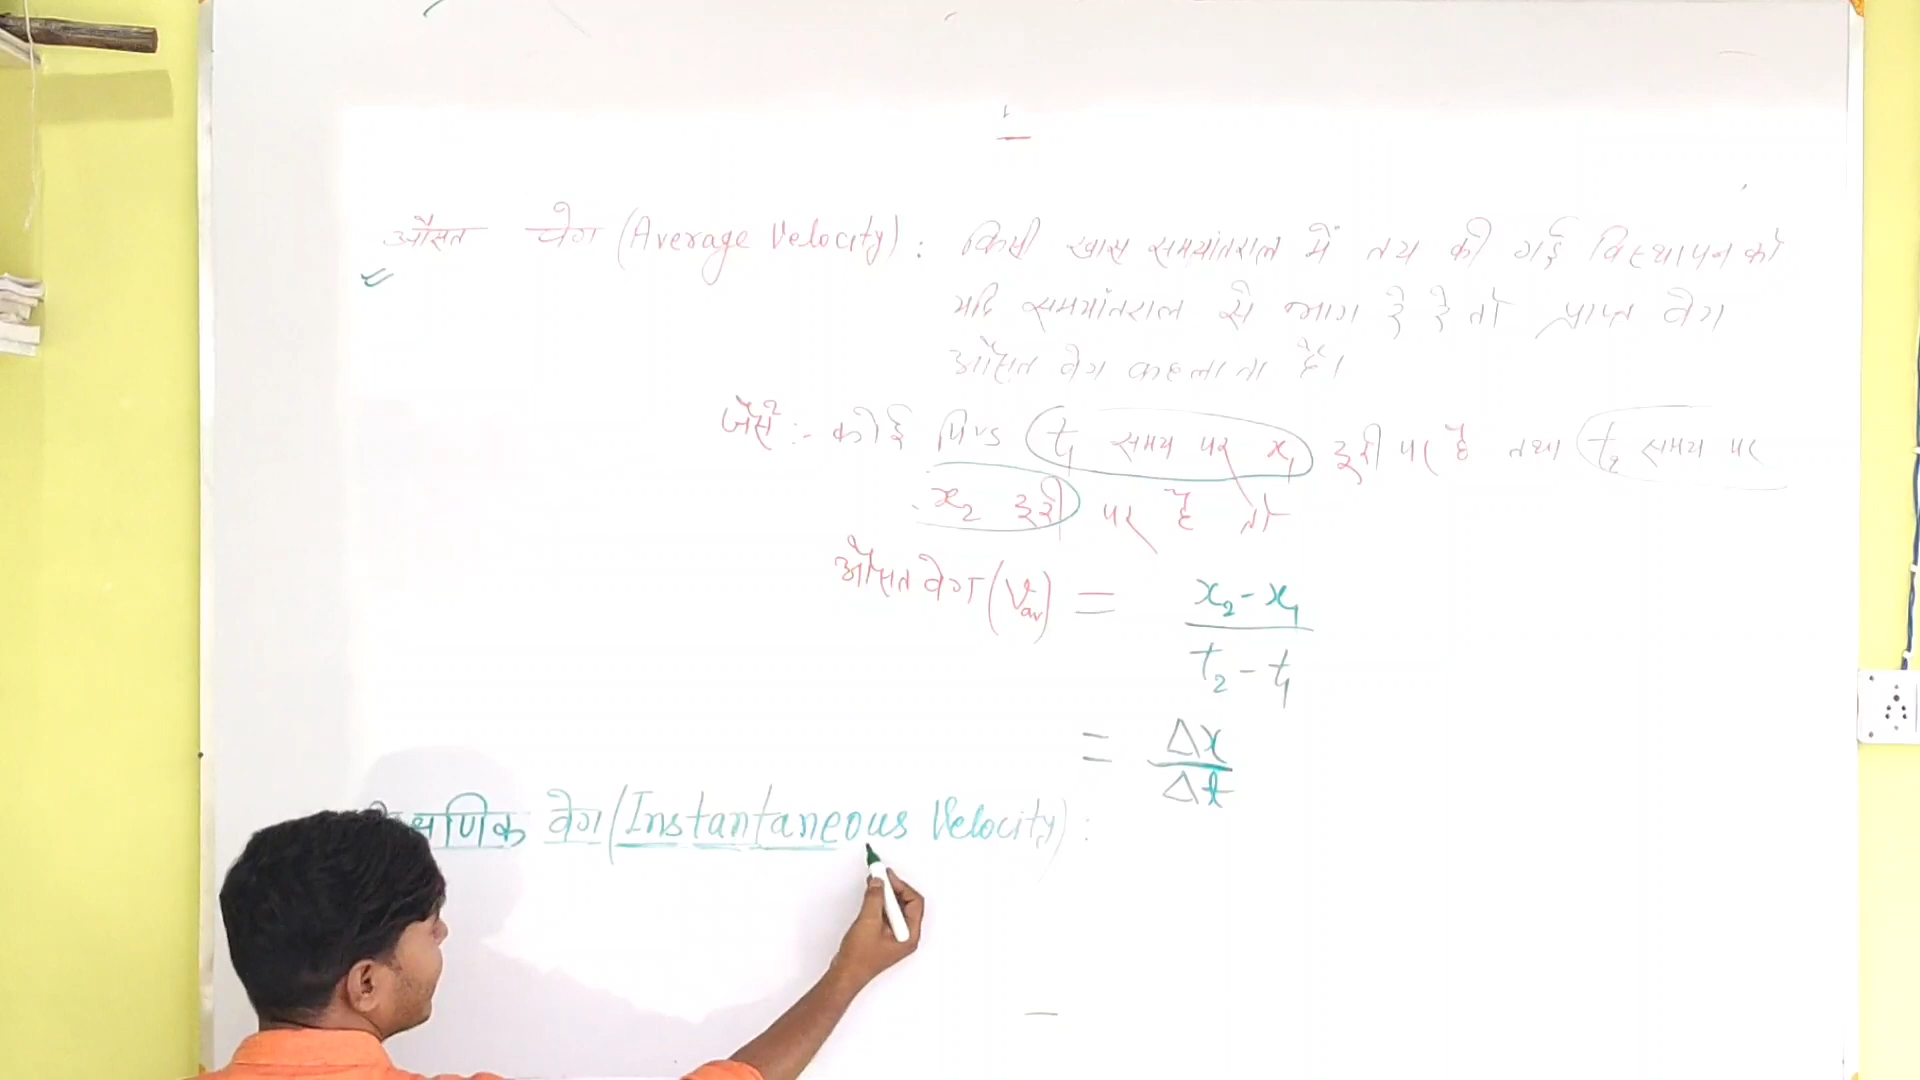 औसत वेग (Average Velocity) : किसी खास समयांतराल में तय की गई विस्थापन को
यदि समयांतराल से भाग दे दे तो प्राप्त वेग
औसत वेग कहलाता है।
जैसे :- कोई पिण्ड t₁ समय पर x₁ दूरी पर है तथा t₂ समय पर
x₂ दूरी पर है तो
औसत वेग (Vav) = x₂ - x₁ / t₂ - t₁
= Δx / Δt
क्षणिक वेग (Instantaneous Velocity) :